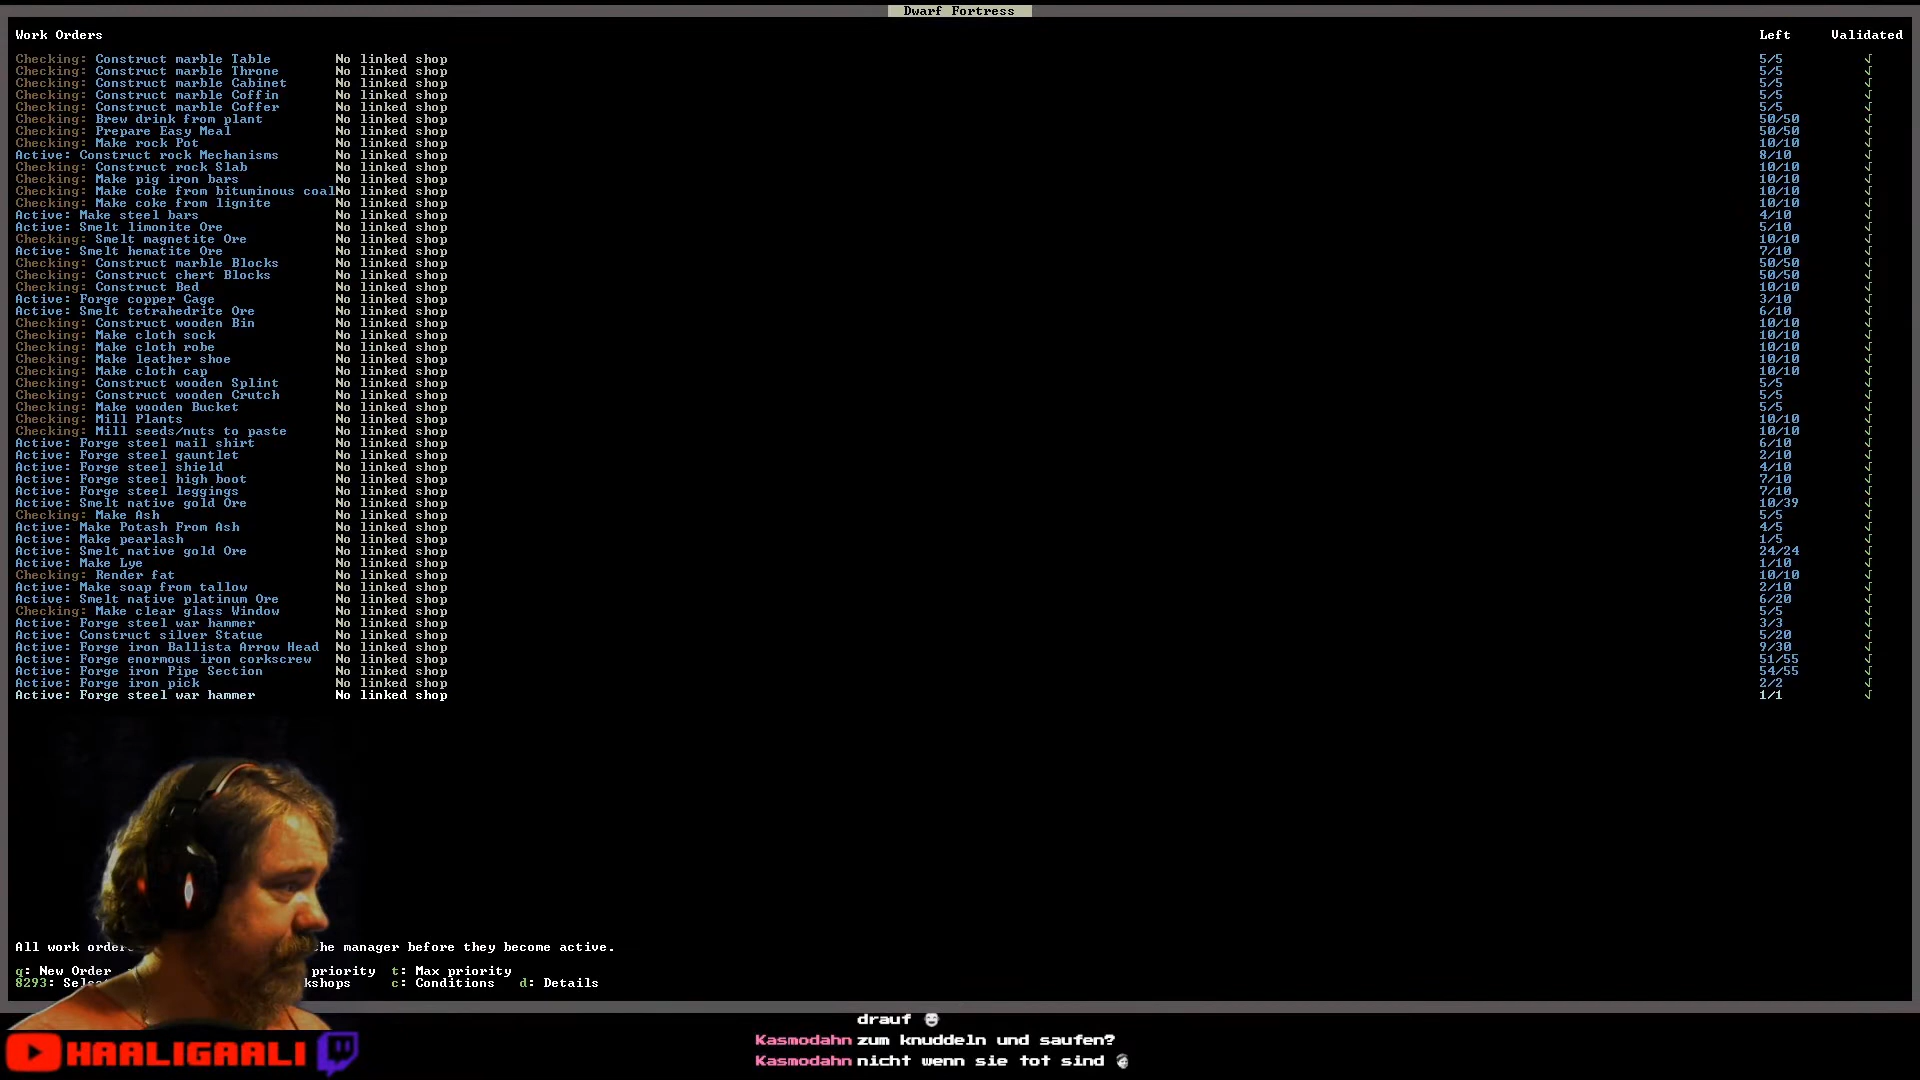 Dwarf Fortress
Work Orders Left Validated
Checking: Construct marble Table No linked shop 5/5 √
Checking: Construct marble Throne No linked shop 5/5 √
Checking: Construct marble Cabinet No linked shop 5/5 √
Checking: Construct marble Coffin No linked shop 5/5 √
Checking: Construct marble Coffer No linked shop 5/5 √
Checking: Brew drink from plant No linked shop 50/50 √
Checking: Prepare Easy Meal No linked shop 50/50 √
Checking: Make rock Pot No linked shop 10/10 √
Active: Construct rock Mechanisms No linked shop 8/10 √
Checking: Construct rock Slab No linked shop 10/10 √
Checking: Make pig iron bars No linked shop 10/10 √
Checking: Make coke from bituminous coalNo linked shop 10/10 √
Checking: Make coke from lignite No linked shop 10/10 √
Active: Make steel bars No linked shop 4/10 √
Active: Smelt limonite Ore No linked shop 5/10 √
Checking: Smelt magnetite Ore No linked shop 10/10 √
Active: Smelt hematite Ore No linked shop 7/10 √
Checking: Construct marble Blocks No linked shop 50/50 √
Checking: Construct chert Blocks No linked shop 50/50 √
Checking: Construct Bed No linked shop 10/10 √
Active: Forge copper Cage No linked shop 3/10 √
Active: Smelt tetrahedrite Ore No linked shop 6/10 √
Checking: Construct wooden Bin No linked shop 10/10 √
Checking: Make cloth sock No linked shop 10/10 √
Checking: Make cloth robe No linked shop 10/10 √
Checking: Make leather shoe No linked shop 10/10 √
Checking: Make cloth cap No linked shop 10/10 √
Checking: Construct wooden Splint No linked shop 5/5 √
Checking: Construct wooden Crutch No linked shop 5/5 √
Checking: Make wooden Bucket No linked shop 5/5 √
Checking: Mill Plants No linked shop 10/10 √
Checking: Mill seeds/nuts to paste No linked shop 10/10 √
Active: Forge steel mail shirt No linked shop 6/10 √
Active: Forge steel gauntlet No linked shop 2/10 √
Active: Forge steel shield No linked shop 4/10 √
Active: Forge steel high boot No linked shop 7/10 √
Active: Forge steel leggings No linked shop 7/10 √
Active: Smelt native gold Ore No linked shop 10/39 √
Checking: Make Ash No linked shop 5/5 √
Active: Make Potash From Ash No linked shop 4/5 √
Active: Make pearlash No linked shop 1/5 √
Active: Smelt native gold Ore No linked shop 24/24 √
Active: Make Lye No linked shop 1/10 √
Checking: Render fat No linked shop 10/10 √
Active: Make soap from tallow No linked shop 2/10 √
Active: Smelt native platinum Ore No linked shop 6/20 √
Checking: Make clear glass Window No linked shop 5/5 √
Active: Forge steel war hammer No linked shop 3/3 √
Active: Construct silver Statue No linked shop 5/20 √
Active: Forge iron Ballista Arrow Head No linked shop 9/30 √
Active: Forge enormous iron corkscrew No linked shop 51/55 √
Active: Forge iron Pipe Section No linked shop 54/55 √
Active: Forge iron pick No linked shop 2/2 √
Active: Forge steel war hammer No linked shop 1/1 √
All work order he manager before they become active.
q: New Order priority t: Max priority
8293: Selec kshops c: Conditions d: Details
drauf
Kasmodahn zum knuddeln und saufen?
Kasmodahn nicht wenn sie tot sind
HAALIGAALI